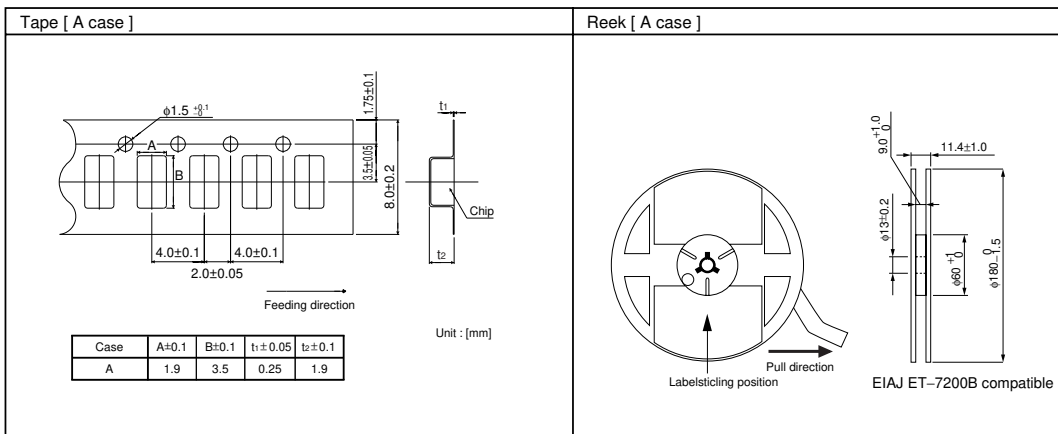 Tape [ A case ]
Reek [ A case ]
ϕ1.5 +0.1 −0
A
B
1.75±0.1
3.5±0.05
8.0±0.2
4.0±0.1
4.0±0.1
2.0±0.05
Feeding direction
t1
Chip
t2
Unit : [mm]
Case A±0.1 B±0.1 t1±0.05 t2±0.1
A 1.9 3.5 0.25 1.9
Labelsticling position
Pull direction
9.0 +1.0 0
11.4±1.0
ϕ13±0.2
ϕ60 +1 0
ϕ180 0 −1.5
EIAJ ET−7200B compatible